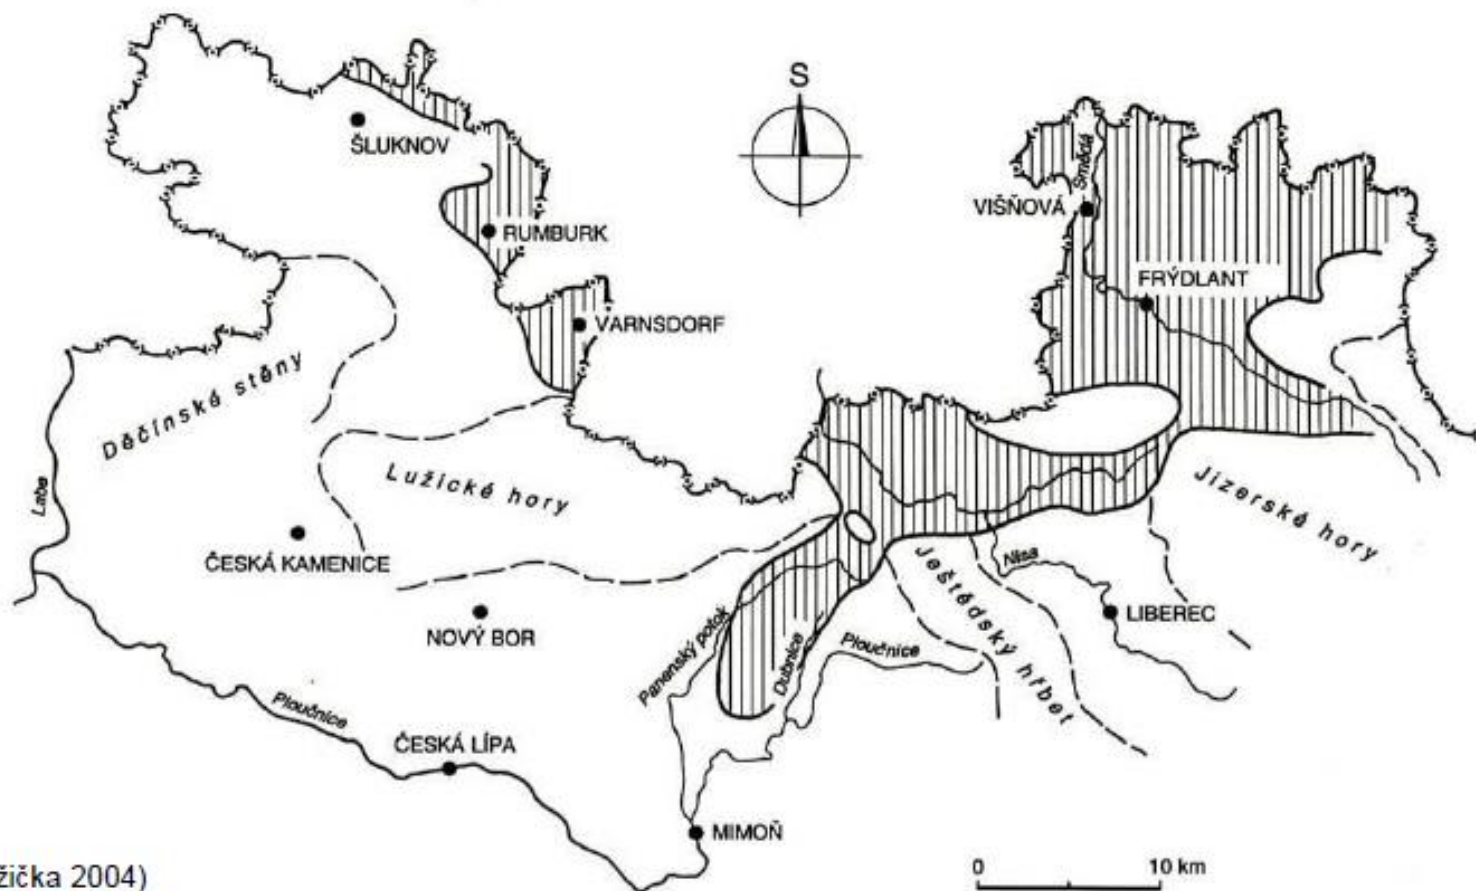 S
ŠLUKNOV
Smědá
VIŠŇOVÁ
RUMBURK
FRÝDLANT
VARNSDORF
Děčínské stěny
Lužické hory
Jizerské hory
Labe
ČESKÁ KAMENICE
Ještědský hřbet
Nisa
LIBEREC
NOVÝ BOR
Panenský potok
Dubnice
Ploučnice
Ploučnice
ČESKÁ LÍPA
MIMOŇ
žička 2004)
0 10 km